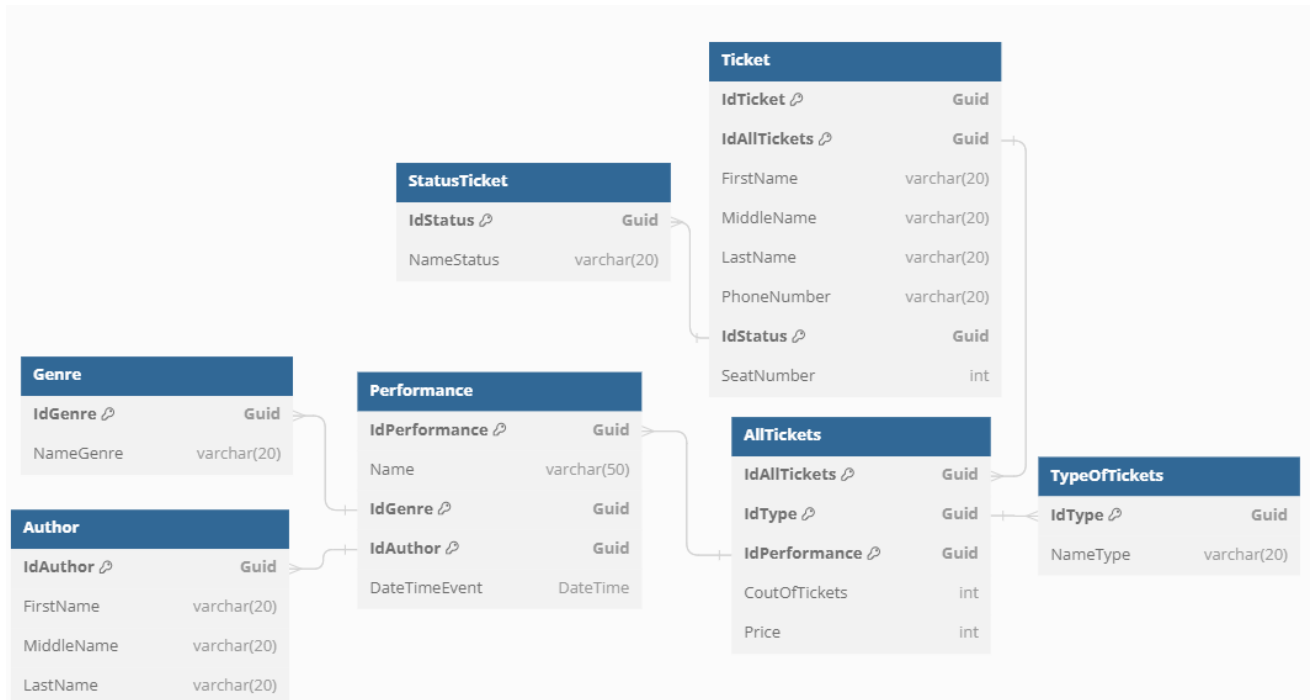 Ticket
IdTicket Guid
IdAllTickets Guid
FirstName varchar(20)
MiddleName varchar(20)
LastName varchar(20)
PhoneNumber varchar(20)
IdStatus Guid
SeatNumber int
StatusTicket
IdStatus Guid
NameStatus varchar(20)
Genre
IdGenre Guid
NameGenre varchar(20)
Performance
IdPerformance Guid
Name varchar(50)
IdGenre Guid
IdAuthor Guid
DateTimeEvent DateTime
AllTickets
IdAllTickets Guid
IdType Guid
IdPerformance Guid
CoutOfTickets int
Price int
TypeOfTickets
IdType Guid
NameType varchar(20)
Author
IdAuthor Guid
FirstName varchar(20)
MiddleName varchar(20)
LastName varchar(20)